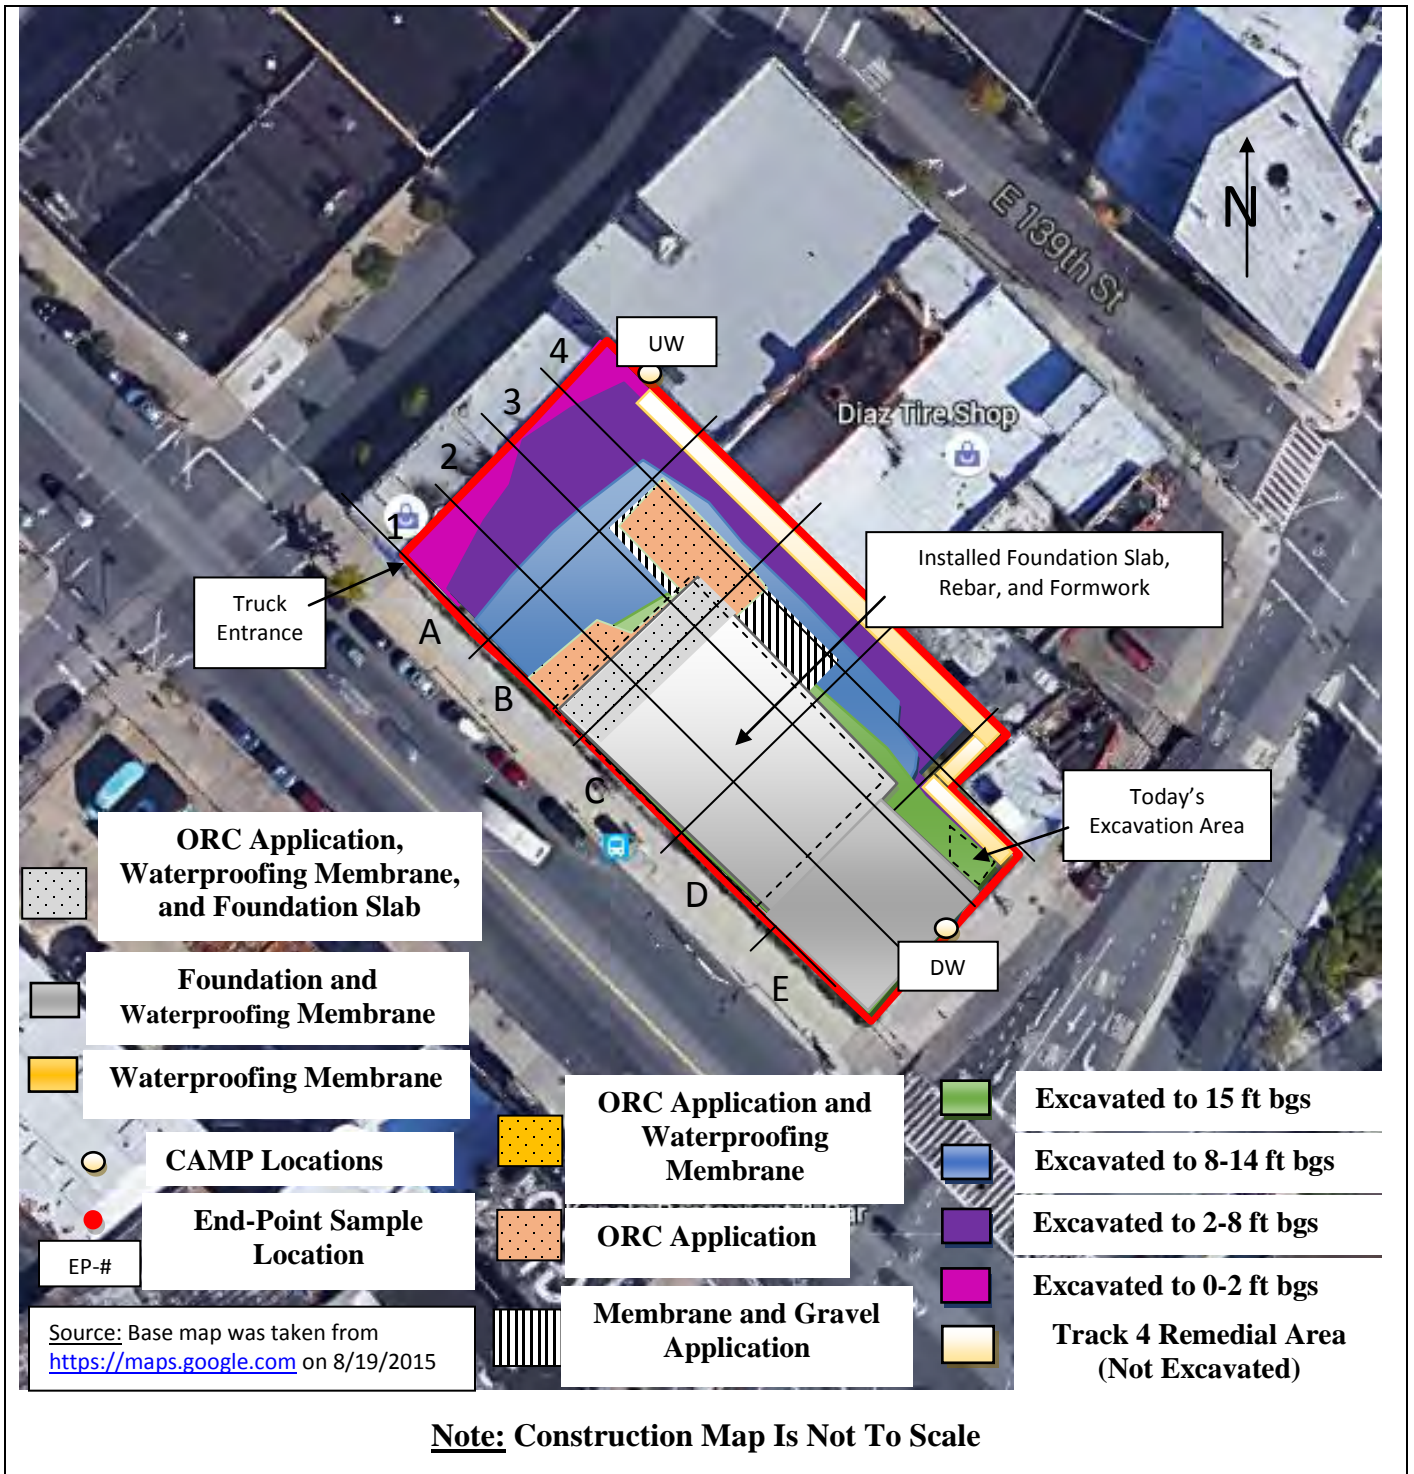 E 139th St
N
UW
4
3
2
1
Diaz Tire Shop
Installed Foundation Slab,
Rebar, and Formwork
Truck
Entrance
A
B
C
D
E
Today's
Excavation Area
DW
ORC Application,
Waterproofing Membrane,
and Foundation Slab
Foundation and
Waterproofing Membrane
Waterproofing Membrane
CAMP Locations
End-Point Sample
Location
EP-#
Source: Base map was taken from
https://maps.google.com on 8/19/2015
ORC Application and
Waterproofing
Membrane
ORC Application
Membrane and Gravel
Application
Excavated to 15 ft bgs
Excavated to 8-14 ft bgs
Excavated to 2-8 ft bgs
Excavated to 0-2 ft bgs
Track 4 Remedial Area
(Not Excavated)
Note: Construction Map Is Not To Scale